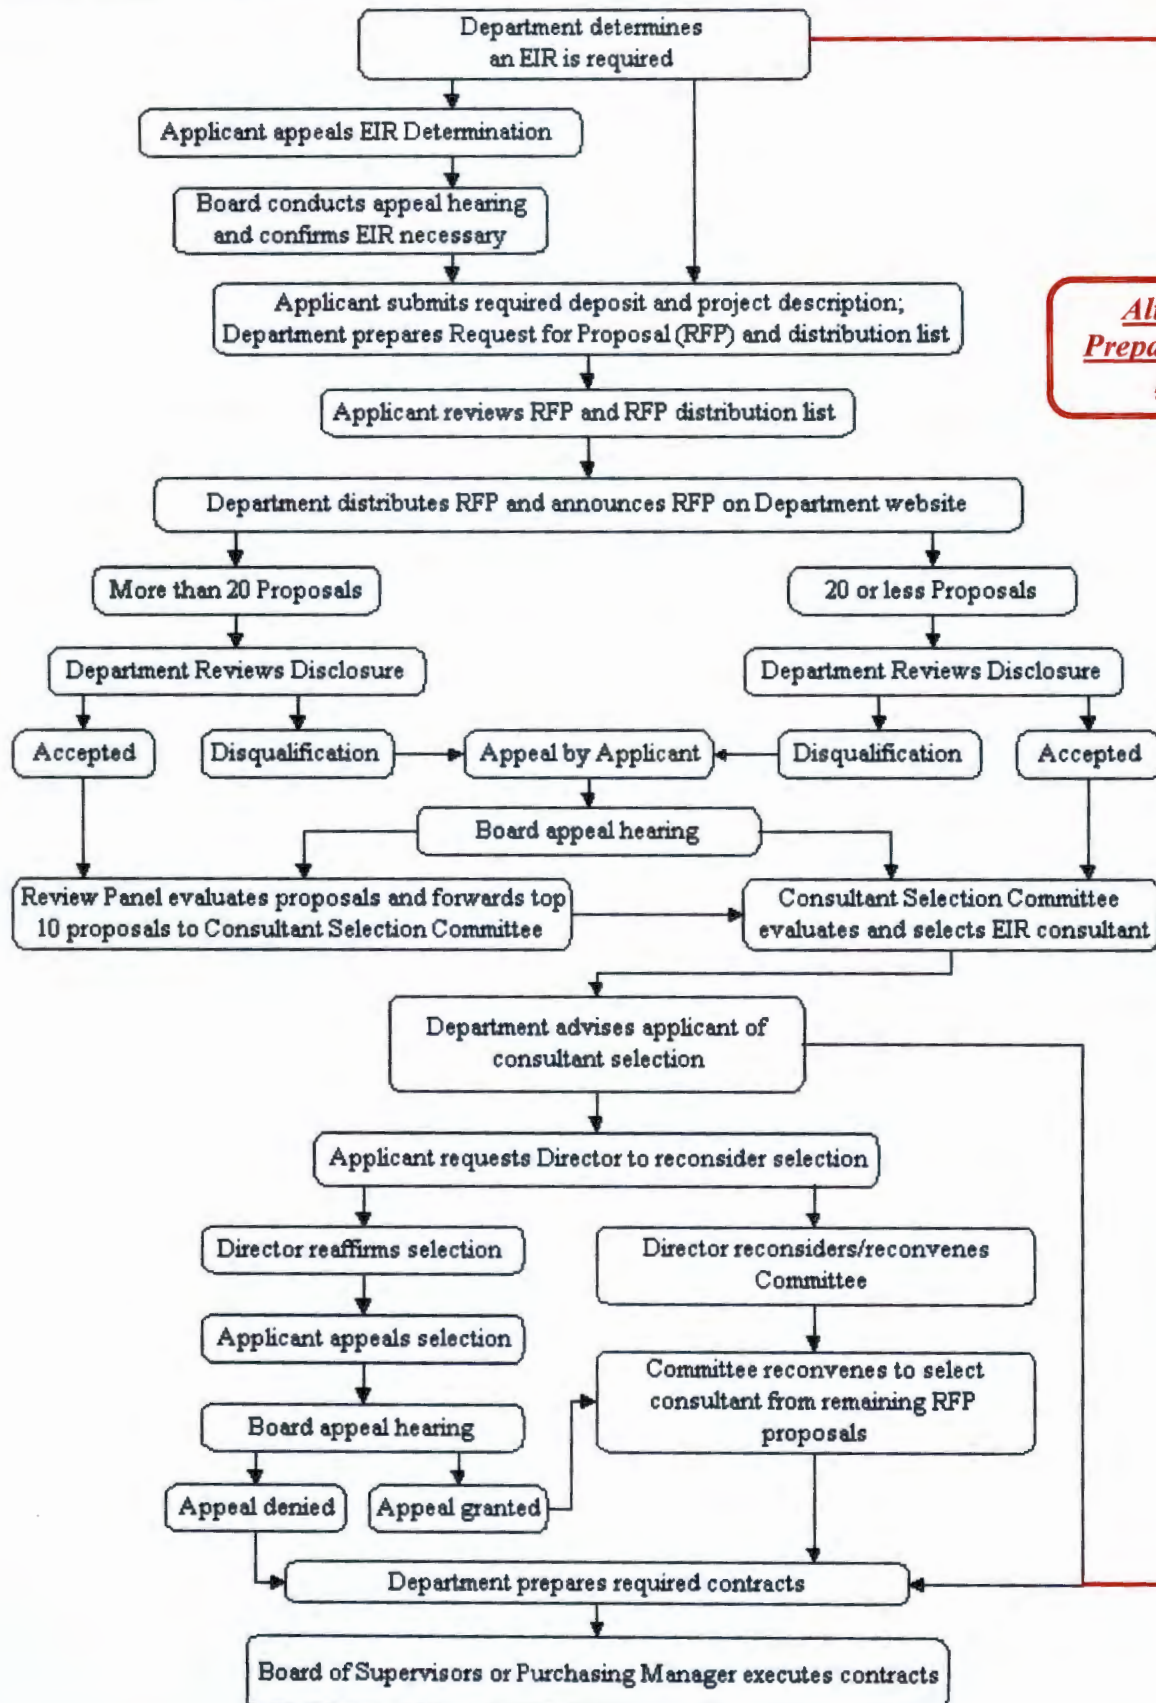 Department determines
an EIR is required
Applicant appeals EIR Determination
Board conducts appeal hearing
and confirms EIR necessary
Applicant submits required deposit and project description;
Department prepares Request for Proposal (RFP) and distribution list
Applicant reviews RFP and RFP distribution list
Department distributes RFP and announces RFP on Department website
More than 20 Proposals
20 or less Proposals
Department Reviews Disclosure
Department Reviews Disclosure
Accepted
Disqualification
Appeal by Applicant
Disqualification
Accepted
Board appeal hearing
Review Panel evaluates proposals and forwards top
10 proposals to Consultant Selection Committee
Consultant Selection Committee
evaluates and selects EIR consultant
Department advises applicant of
consultant selection
Applicant requests Director to reconsider selection
Director reaffirms selection
Director reconsiders/reconvenes
Committee
Applicant appeals selection
Committee reconvenes to select
consultant from remaining RFP
proposals
Board appeal hearing
Appeal denied
Appeal granted
Department prepares required contracts
Board of Supervisors or Purchasing Manager executes contracts